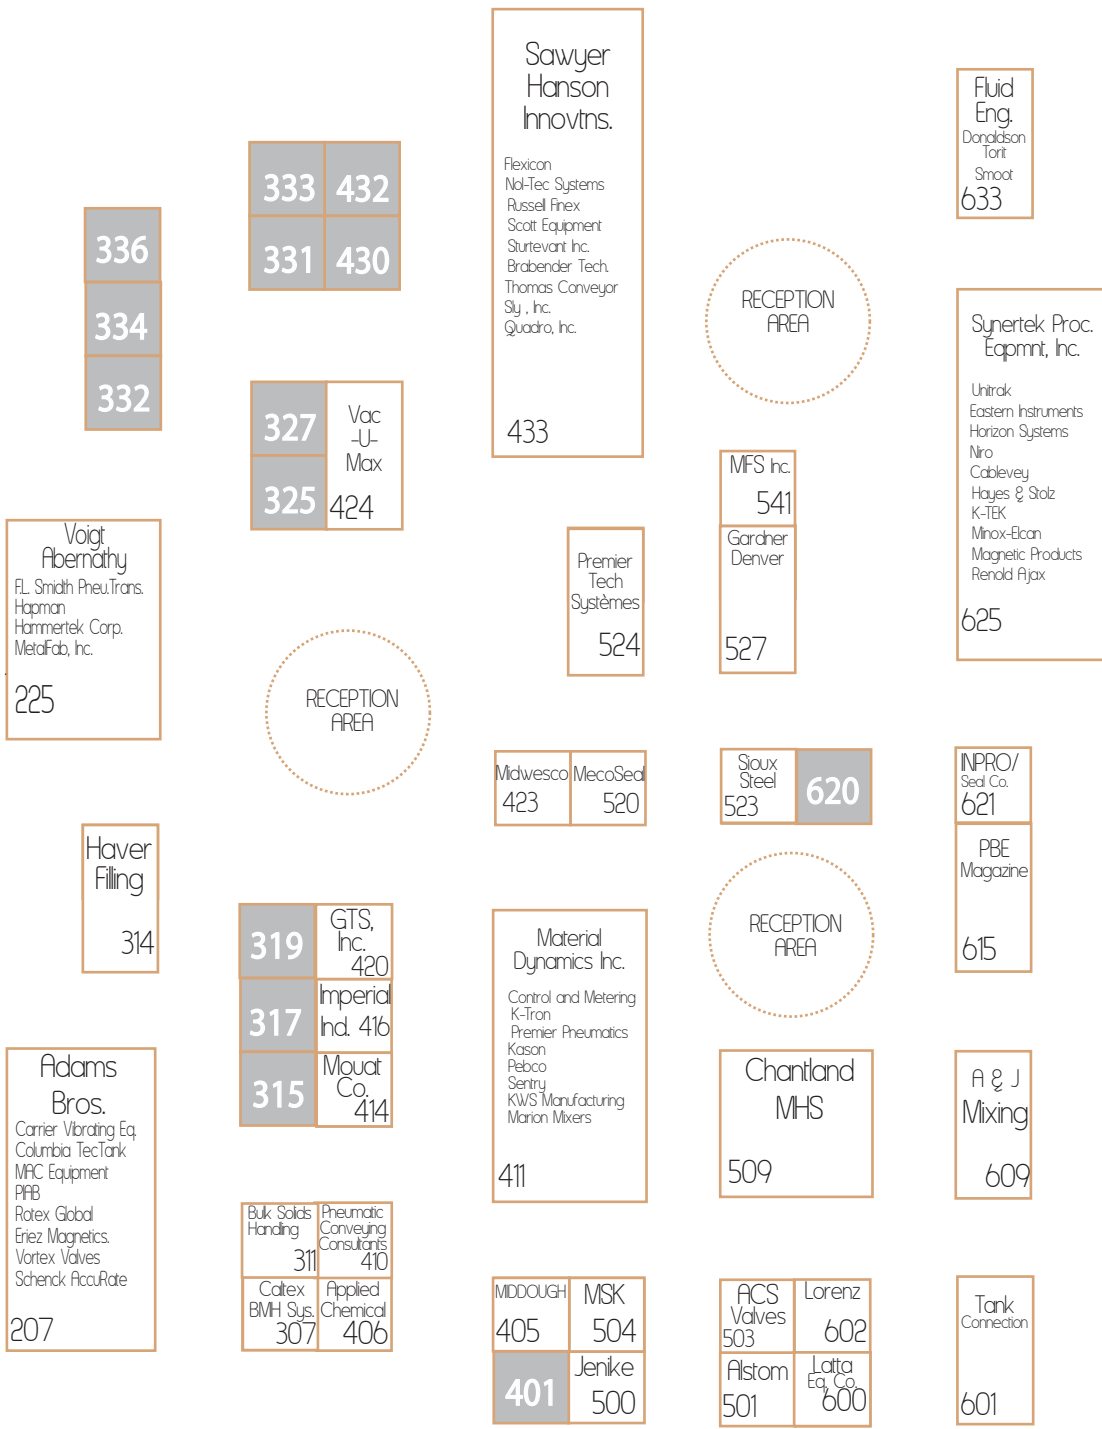 Sawyer
Hanson
Innovtns.
Flexicon
Nol-Tec Systems
Russell Finex
Scott Equipment
Sturtevant Inc.
Brabender Tech.
Thomas Conveyor
Sly , Inc.
Quadro, Inc.
433
Fluid
Eng.
Donaldson
Torit
Smoot
633
333
432
331
430
336
334
332
RECEPTION
AREA
Synertek Proc.
Eqpmnt, Inc.
Unitrak
Eastern Instruments
Horizon Systems
Niro
Cablevey
Hayes & Stolz
K-TEK
Minox-Elcan
Magnetic Products
Renold Ajax
625
327
325
Vac
-U-
Max
424
MFS Inc.
541
Gardner
Denver
527
Voigt
Abernathy
F.L. Smidth Pneu.Trans.
Hapman
Hammertek Corp.
MetalFab, Inc.
225
Premier
Tech
Systèmes
524
RECEPTION
AREA
Midwesco
423
MecoSeal
520
Sioux
Steel
523
620
INPRO/
Seal Co.
621
PBE
Magazine
615
Haver
Filling
314
319
GTS,
Inc.
420
317
Imperial
Ind. 416
315
Mouat
Co.
414
Material
Dynamics Inc.
Control and Metering
K-Tron
Premier Pneumatics
Kason
Pebco
Sentry
KWS Manufacturing
Marion Mixers
411
RECEPTION
AREA
Adams
Bros.
Carrier Vibrating Eq.
Columbia TecTank
MAC Equipment
PIAB
Rotex Global
Eriez Magnetics.
Vortex Valves
Schenck AccuRate
207
Chantland
MHS
509
A & J
Mixing
609
Bulk Solids
Handling
311
Pneumatic
Conveying
Consultants
410
Caltex
BMH Sys.
307
Applied
Chemical
406
MIDDOUGH
405
MSK
504
401
Jenike
500
ACS
Valves
503
Lorenz
602
Alstom
501
Latta
Eq. Co.
600
Tank
Connection
601